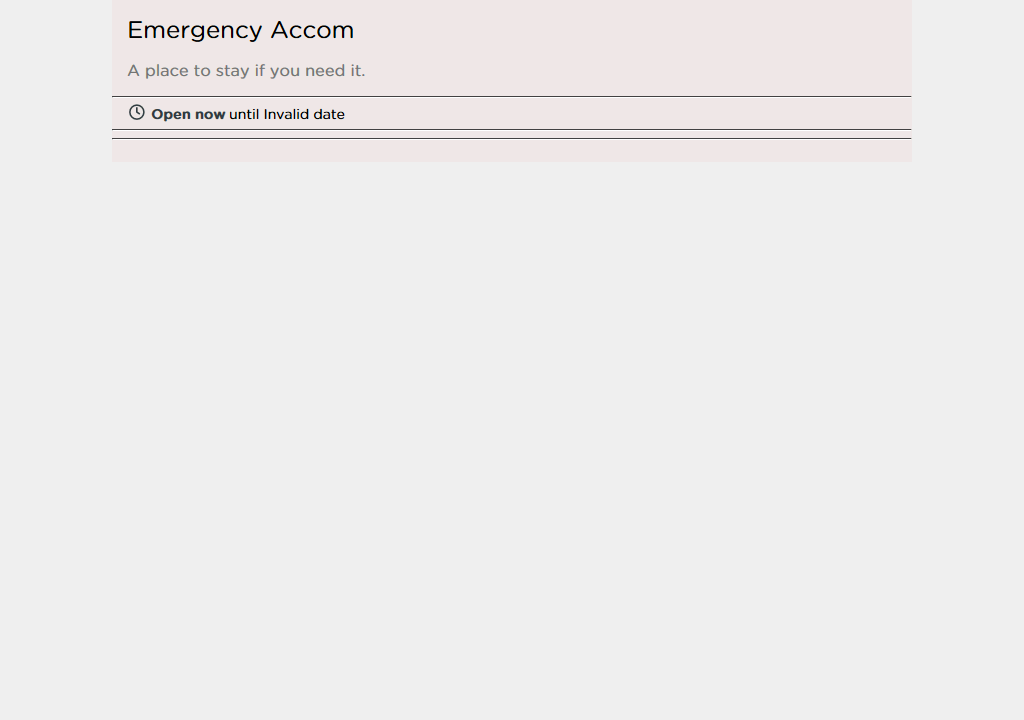 Emergency Accom
A place to stay if you need it.
Open now until Invalid date